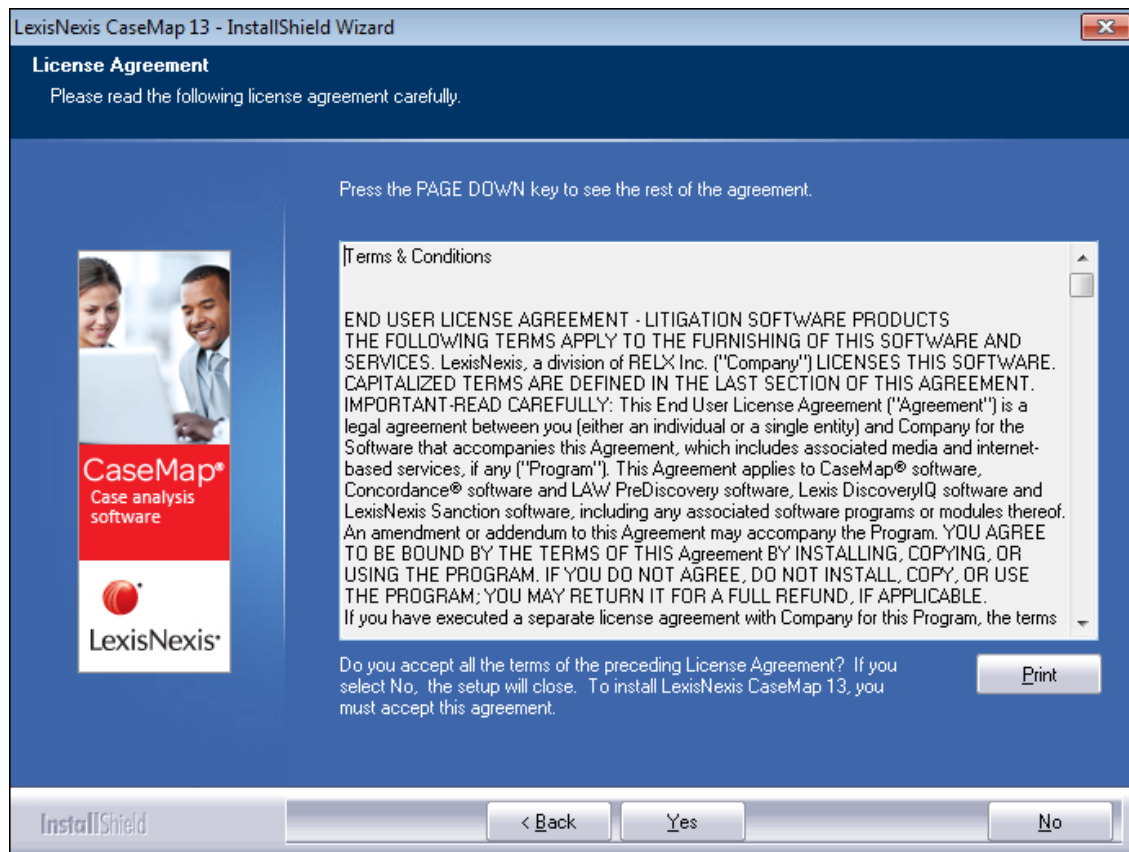 LexisNexis CaseMap 13 - InstallShield Wizard
License Agreement
Please read the following license agreement carefully.
Press the PAGE DOWN key to see the rest of the agreement.
Terms & Conditions
END USER LICENSE AGREEMENT - LITIGATION SOFTWARE PRODUCTS
THE FOLLOWING TERMS APPLY TO THE FURNISHING OF THIS SOFTWARE AND
SERVICES. LexisNexis, a division of RELX Inc. ("Company") LICENSES THIS SOFTWARE.
CAPITALIZED TERMS ARE DEFINED IN THE LAST SECTION OF THIS AGREEMENT.
IMPORTANT-READ CAREFULLY: This End User License Agreement ("Agreement") is a
legal agreement between you (either an individual or a single entity) and Company for the
Software that accompanies this Agreement, which includes associated media and internet-
based services, if any ("Program"). This Agreement applies to CaseMap® software,
Concordance® software and LAW PreDiscovery software, Lexis DiscoveryIQ software and
LexisNexis Sanction software, including any associated software programs or modules thereof.
An amendment or addendum to this Agreement may accompany the Program. YOU AGREE
TO BE BOUND BY THE TERMS OF THIS Agreement BY INSTALLING, COPYING, OR
USING THE PROGRAM. IF YOU DO NOT AGREE, DO NOT INSTALL, COPY, OR USE
THE PROGRAM; YOU MAY RETURN IT FOR A FULL REFUND, IF APPLICABLE.
If you have executed a separate license agreement with Company for this Program, the terms
CaseMap®
Case analysis
software
LexisNexis®
Do you accept all the terms of the preceding License Agreement? If you
select No, the setup will close. To install LexisNexis CaseMap 13, you
must accept this agreement.
Print
InstallShield
< Back
Yes
No